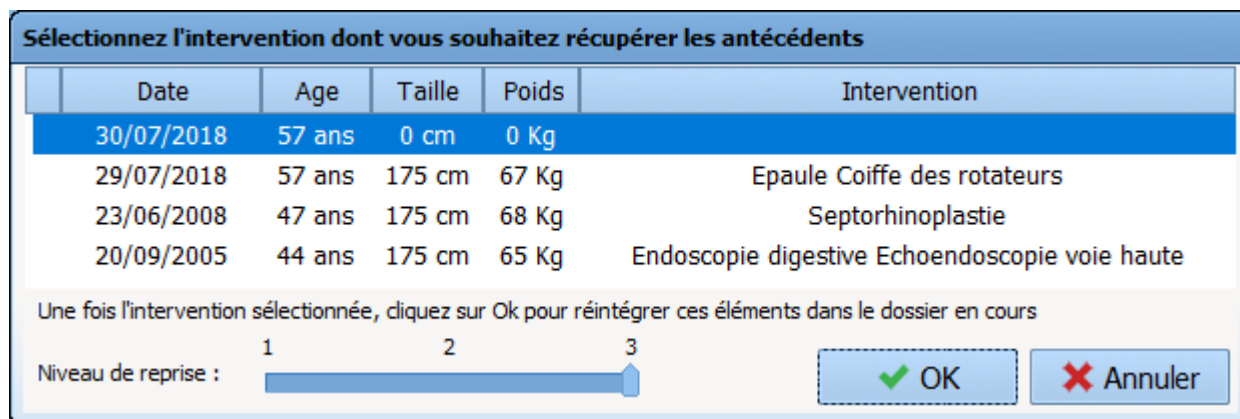 Sélectionnez l'intervention dont vous souhaitez récupérer les antécédents
Date Age Taille Poids Intervention
30/07/2018 57 ans 0 cm 0 Kg
29/07/2018 57 ans 175 cm 67 Kg Epaule Coiffe des rotateurs
23/06/2008 47 ans 175 cm 68 Kg Septorhinoplastie
20/09/2005 44 ans 175 cm 65 Kg Endoscopie digestive Echoendoscopie voie haute
Une fois l'intervention sélectionnée, cliquez sur Ok pour réintégrer ces éléments dans le dossier en cours
1 2 3
Niveau de reprise : OK Annuler